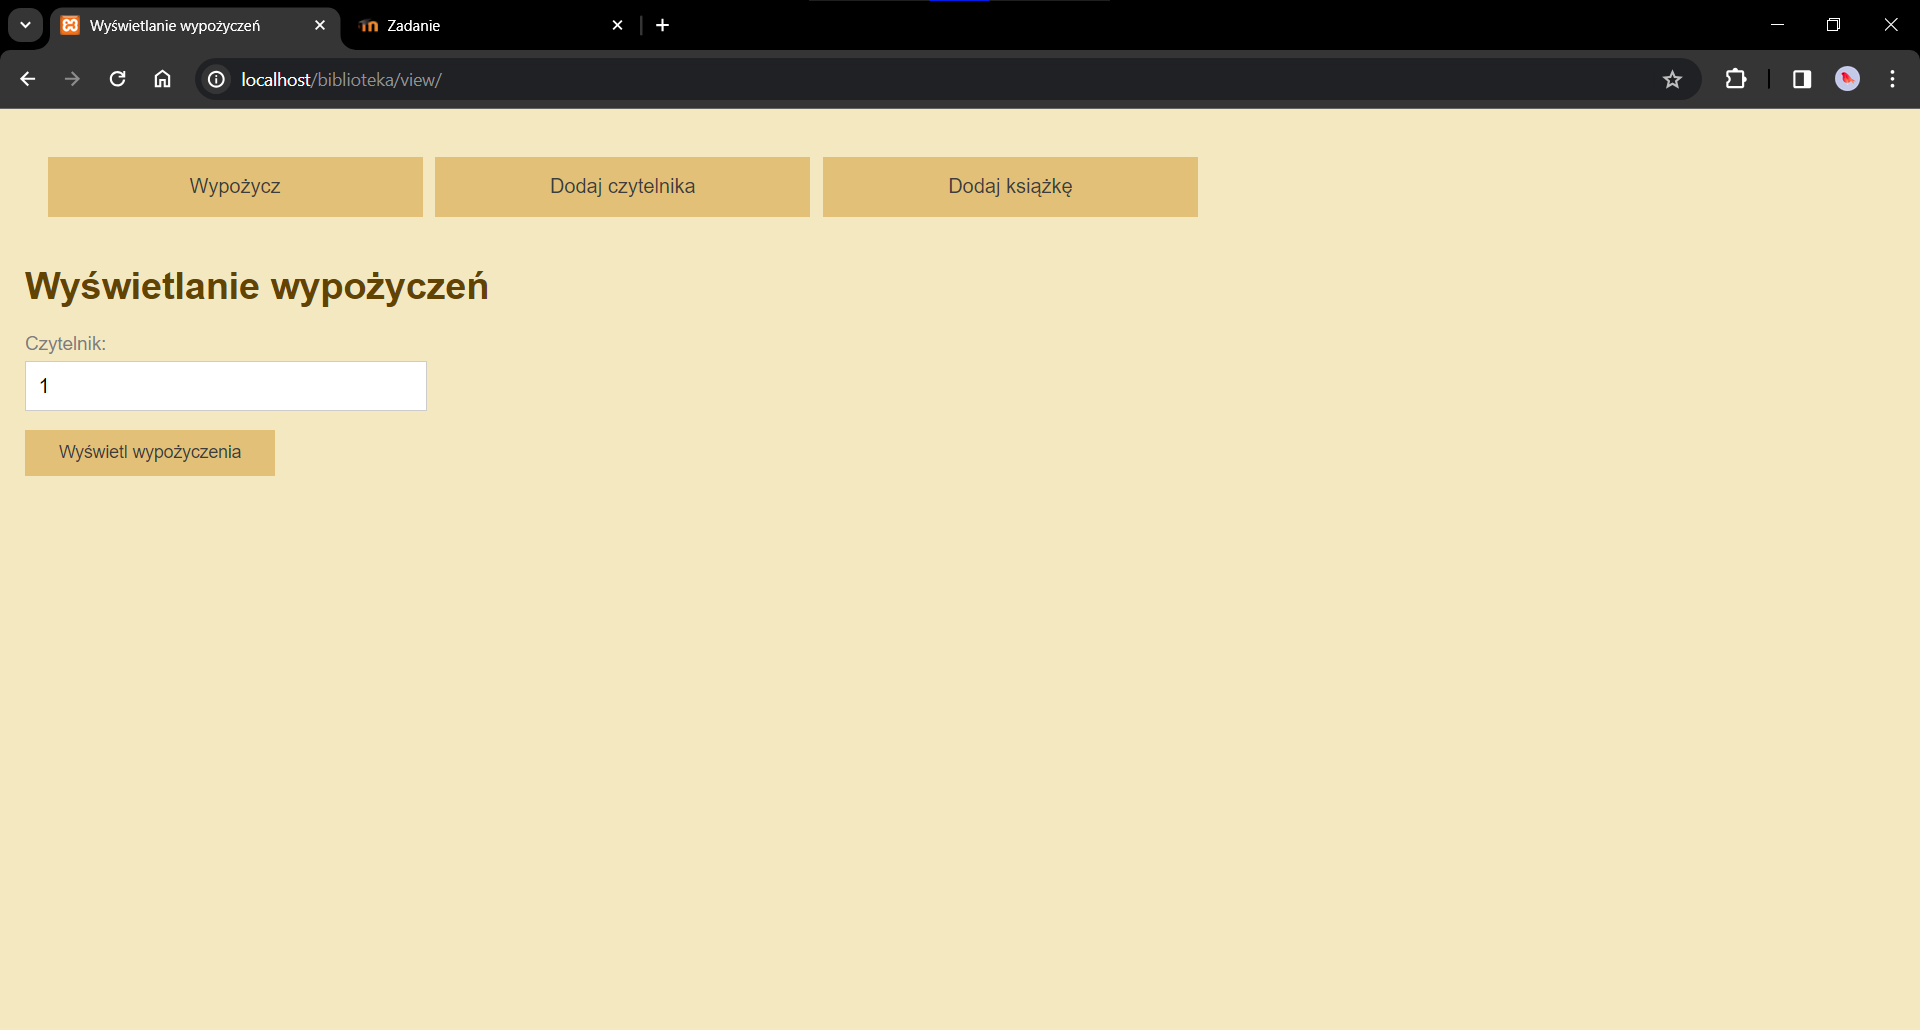 Wyświetlanie wypożyczeń
Zadanie
localhost/biblioteka/view/
Wypożycz
Dodaj czytelnika
Dodaj książkę
Wyświetlanie wypożyczeń
Czytelnik:
1
Wyświetl wypożyczenia